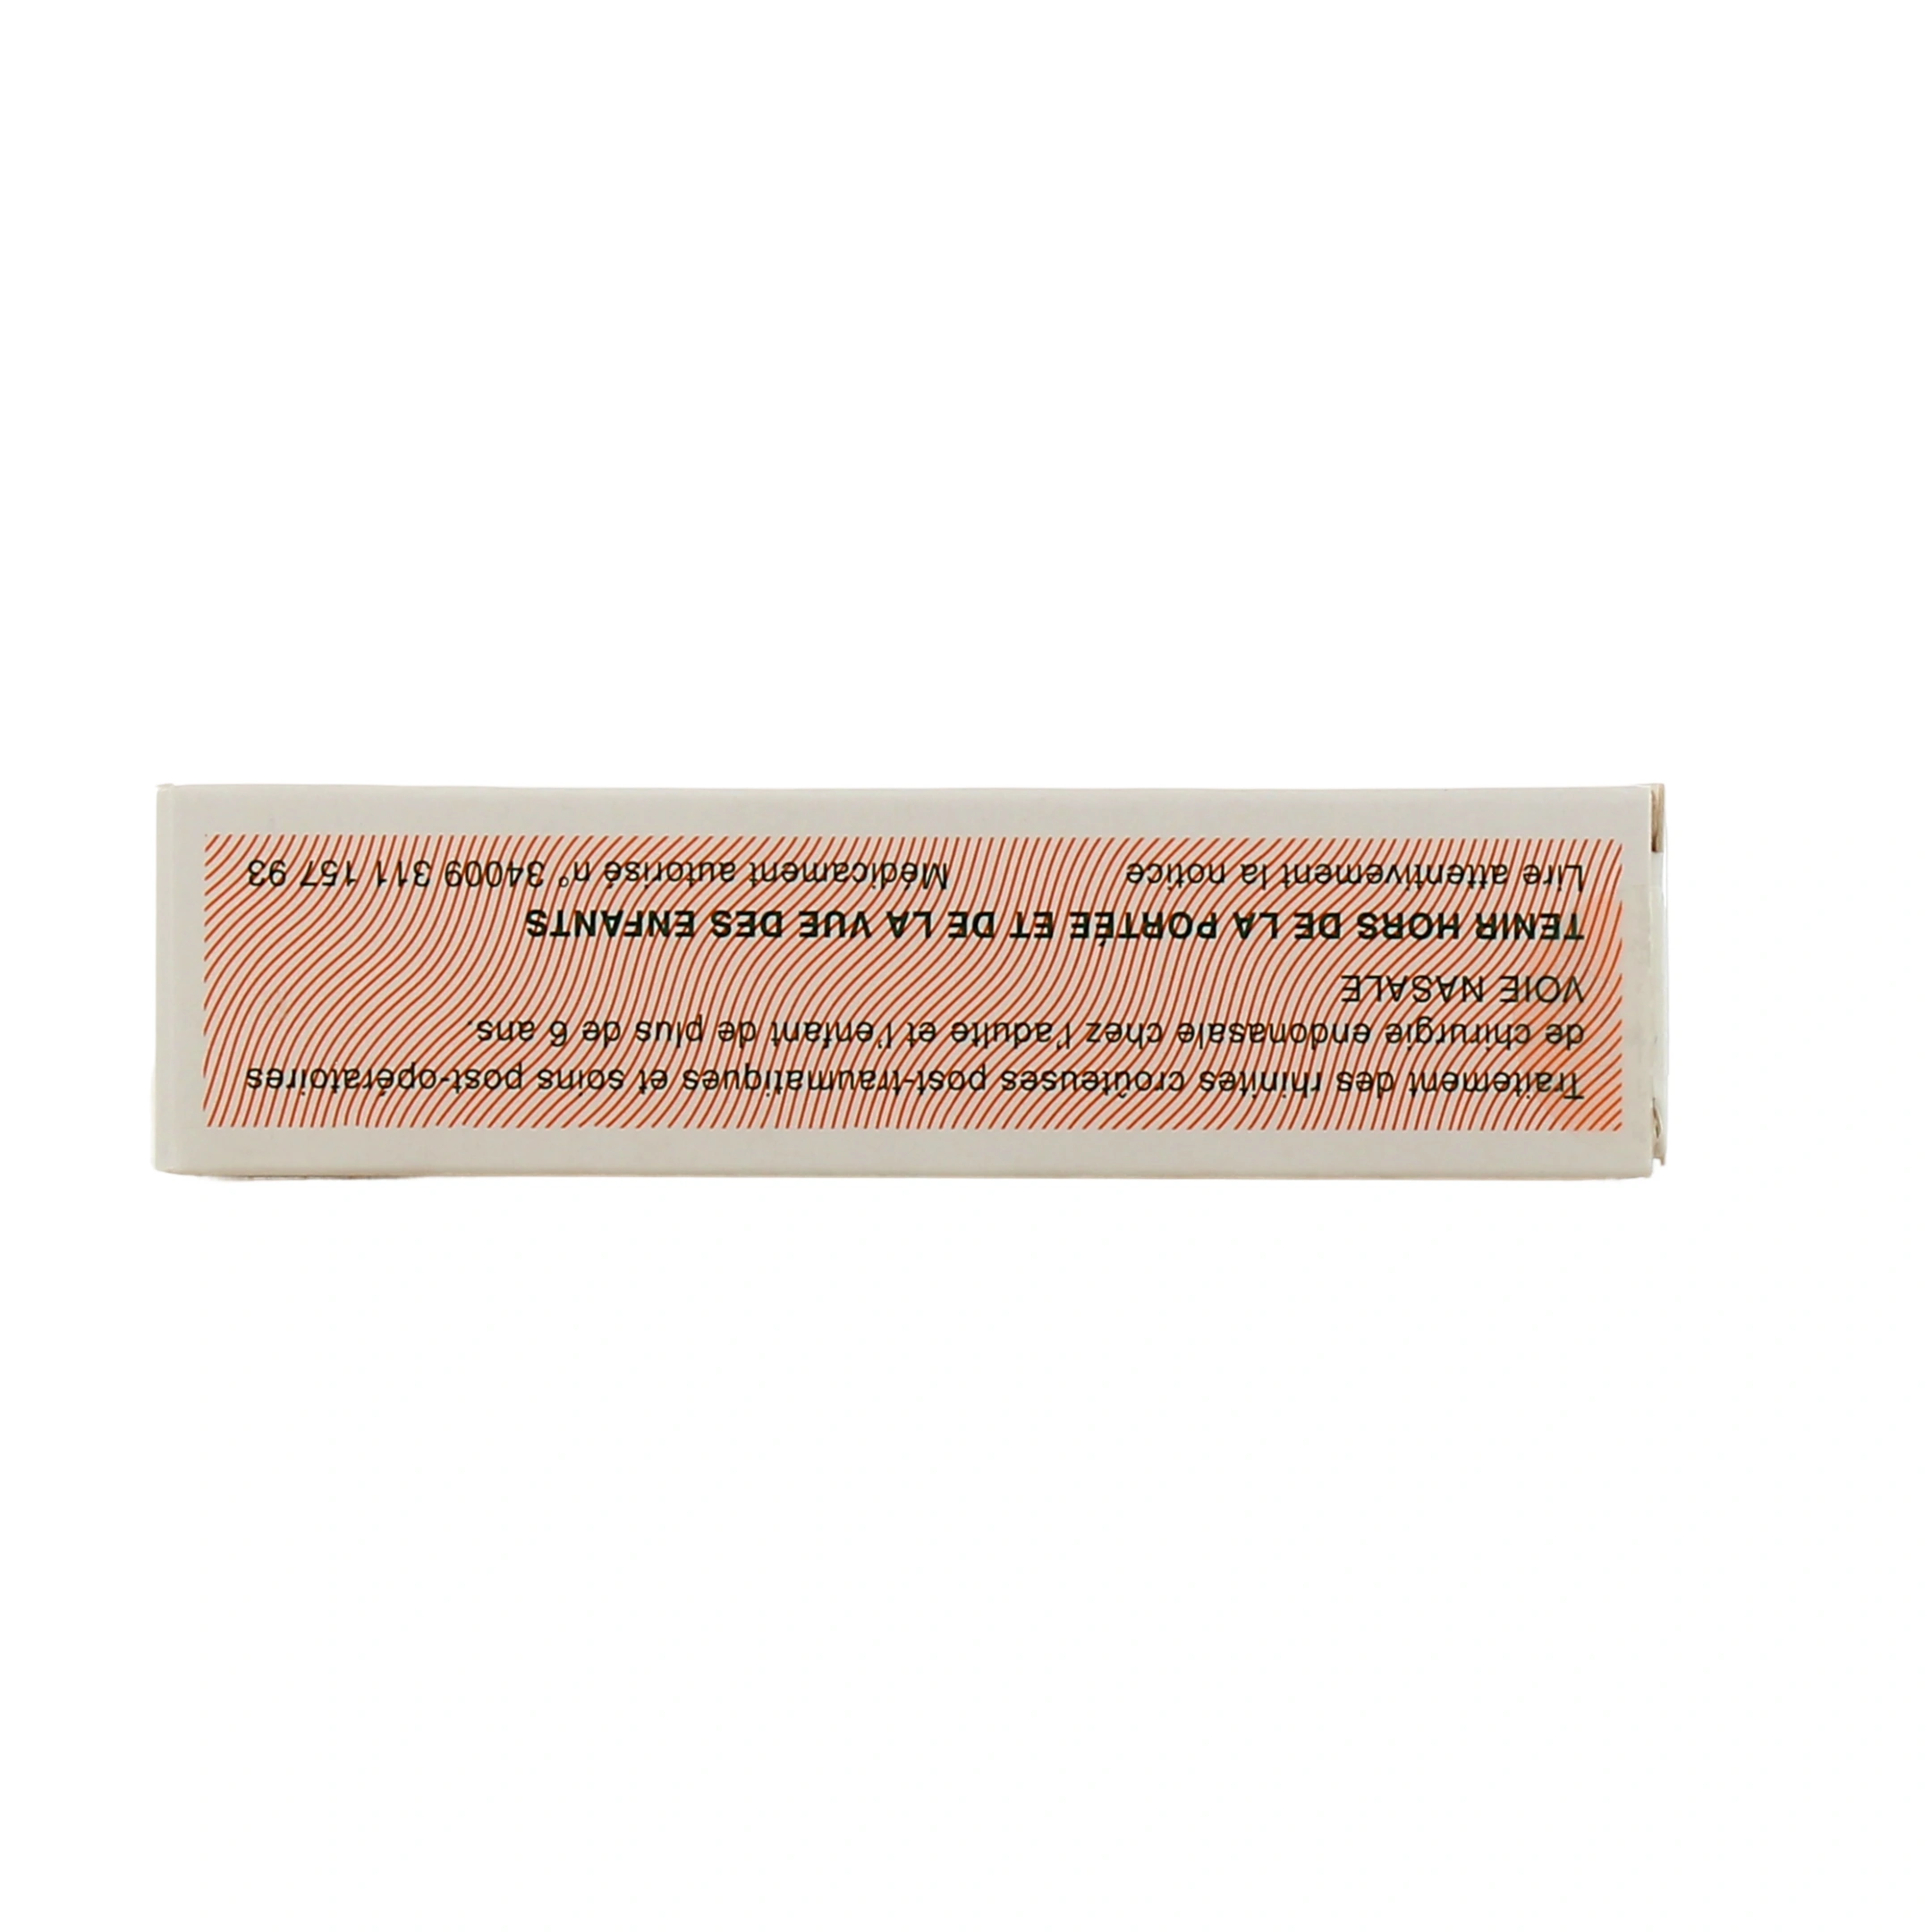 Traitement des rhinites croûteuses post-traumatiques et soins post-opératoires
de chirurgie endonasale chez l'adulte et l'enfant de plus de 6 ans.
VOIE NASALE
TENIR HORS DE LA PORTÉE ET DE LA VUE DES ENFANTS
Lire attentivement la notice Médicament autorisé n° 34009 311 157 93